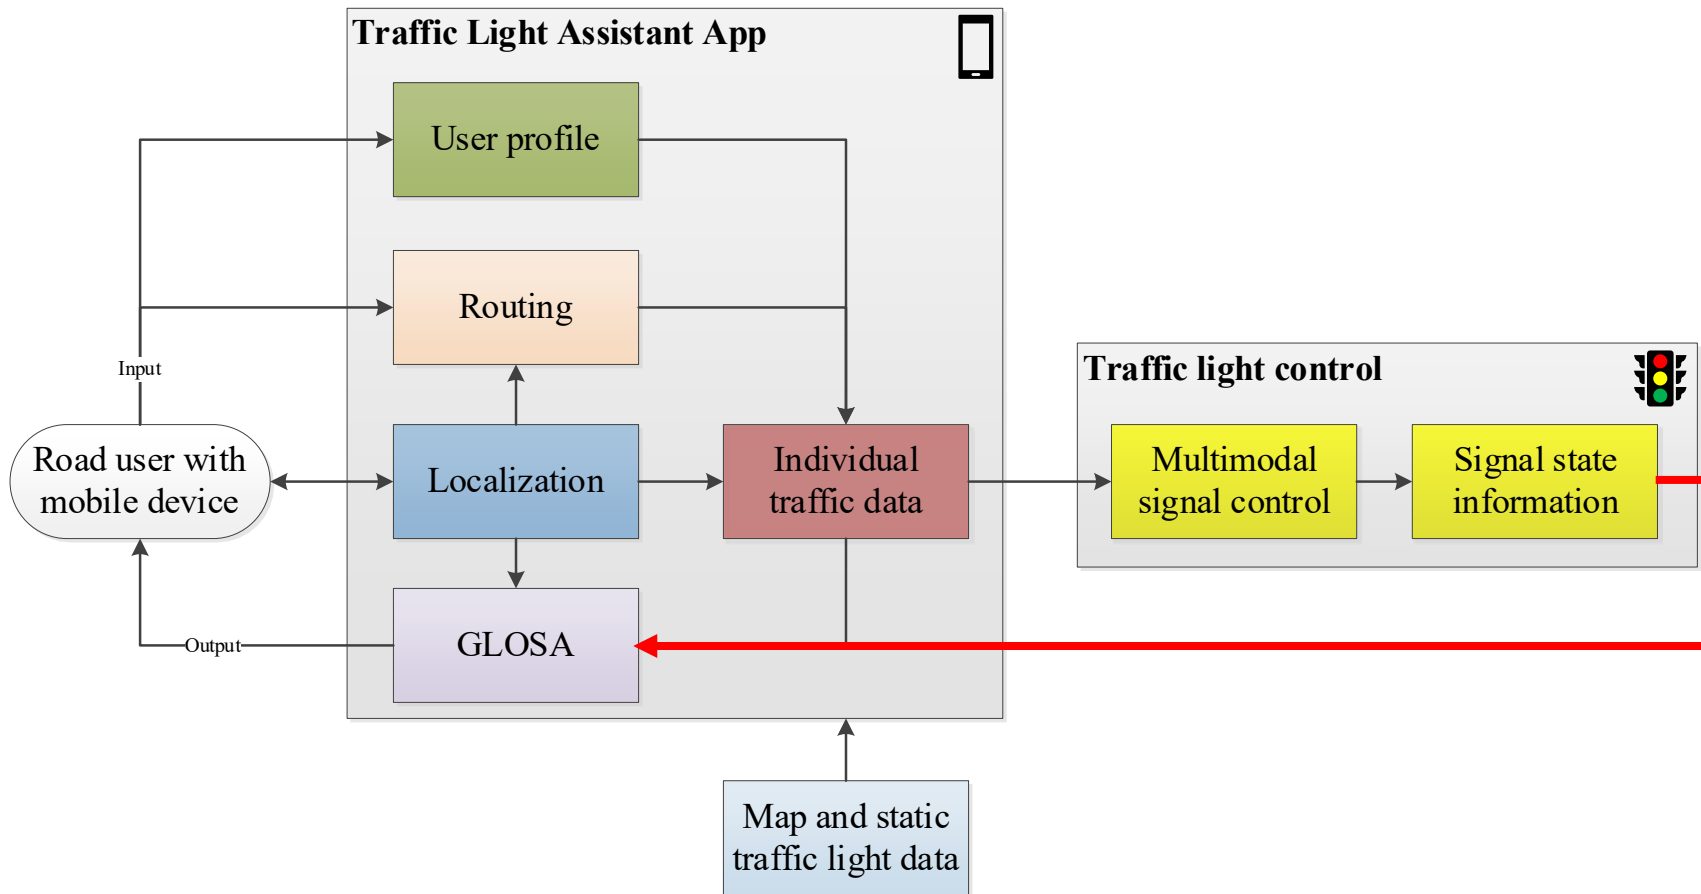 Traffic Light Assistant App
User profile
Routing
Input
Traffic light control
Road user with
mobile device
Localization
Individual
traffic data
Multimodal
signal control
Signal state
information
GLOSA
Output
Map and static
traffic light data